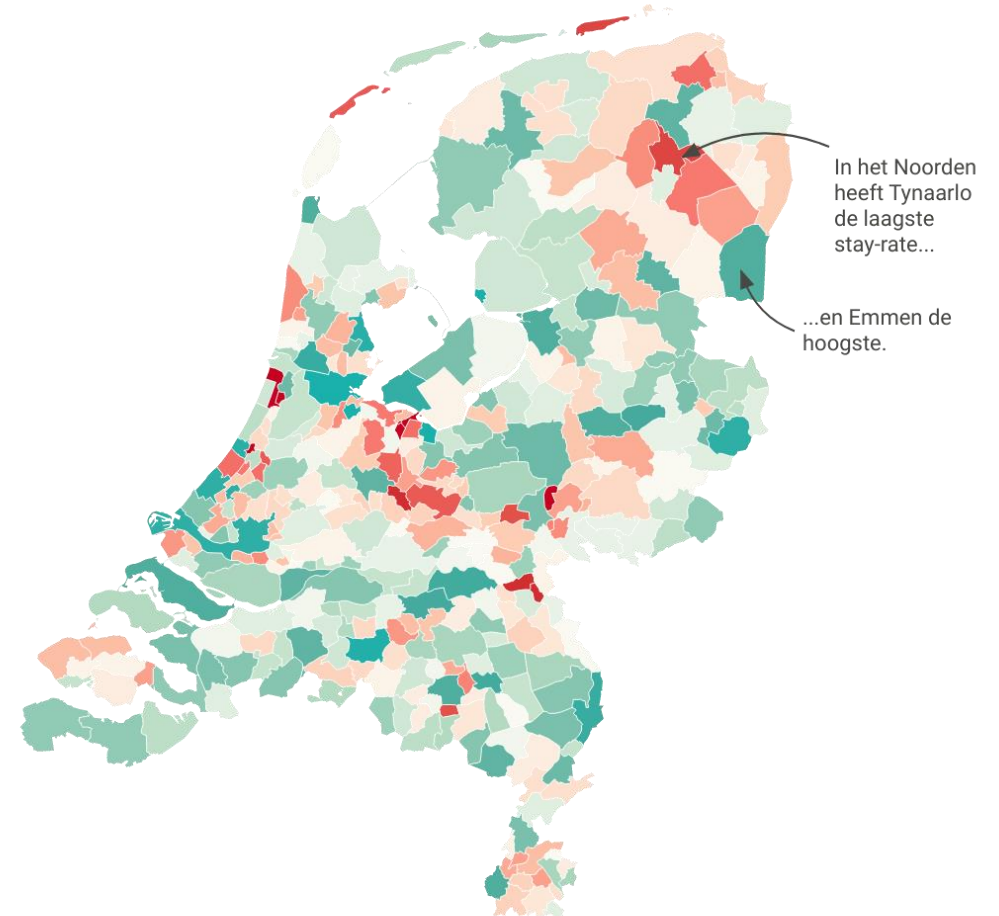 In het Noorden
heeft Tynaarlo
de laagste
stay-rate...
...en Emmen de
hoogste.